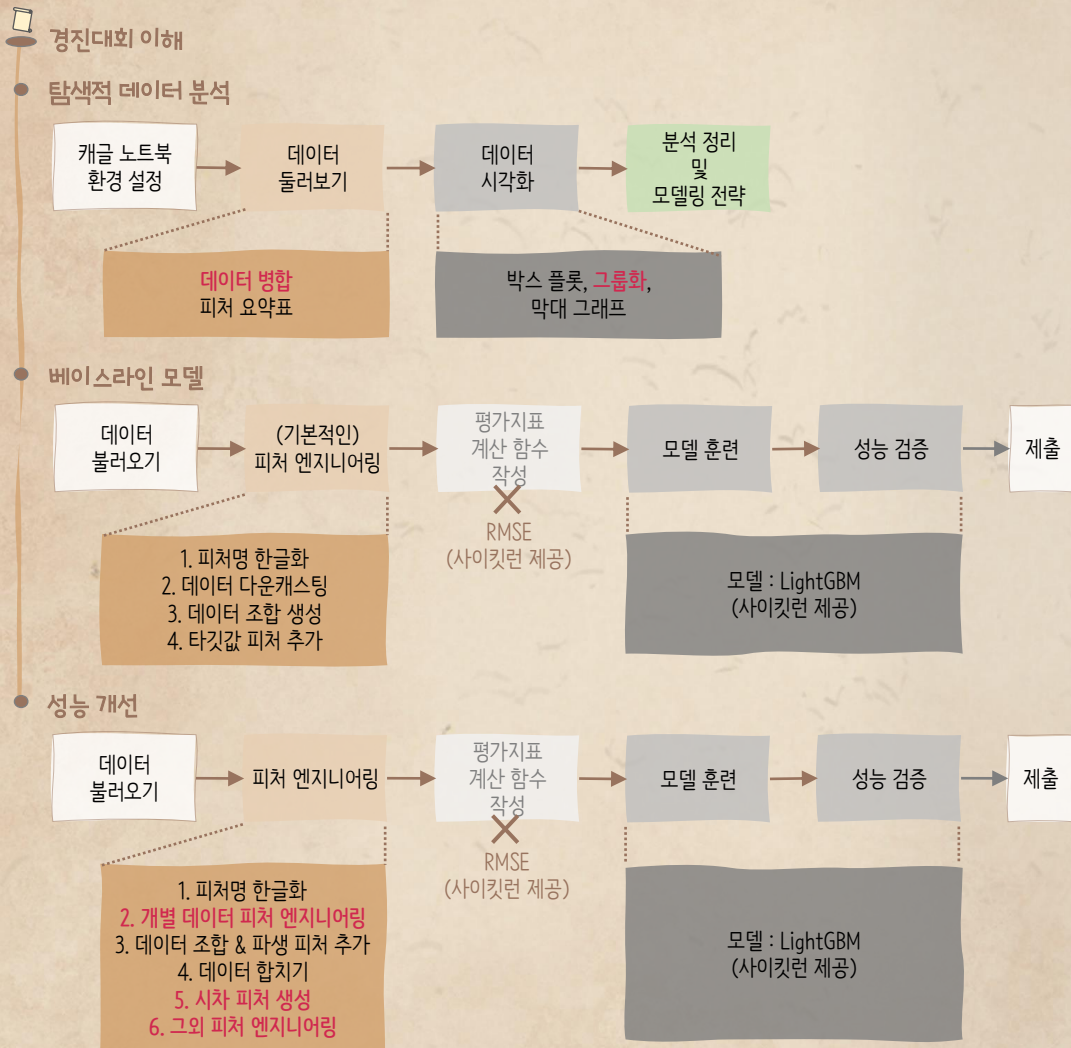 경진대회 이해
탐색적 데이터 분석
캐글 노트북
환경 설정
데이터
둘러보기
데이터
시각화
분석 정리
및
모델링 전략
데이터 병합
피처 요약표
박스 플롯, 그룹화,
막대 그래프
베이스라인 모델
데이터
불러오기
(기본적인)
피처 엔지니어링
평가지표
계산 함수
작성
RMSE
(사이킷런 제공)
모델 훈련
성능 검증
제출
1. 피처명 한글화
2. 데이터 다운캐스팅
3. 데이터 조합 생성
4. 타깃값 피처 추가
모델 : LightGBM
(사이킷런 제공)
성능 개선
데이터
불러오기
피처 엔지니어링
평가지표
계산 함수
작성
RMSE
(사이킷런 제공)
모델 훈련
성능 검증
제출
1. 피처명 한글화
2. 개별 데이터 피처 엔지니어링
3. 데이터 조합 & 파생 피처 추가
4. 데이터 합치기
5. 시차 피처 생성
6. 그외 피처 엔지니어링
모델 : LightGBM
(사이킷런 제공)